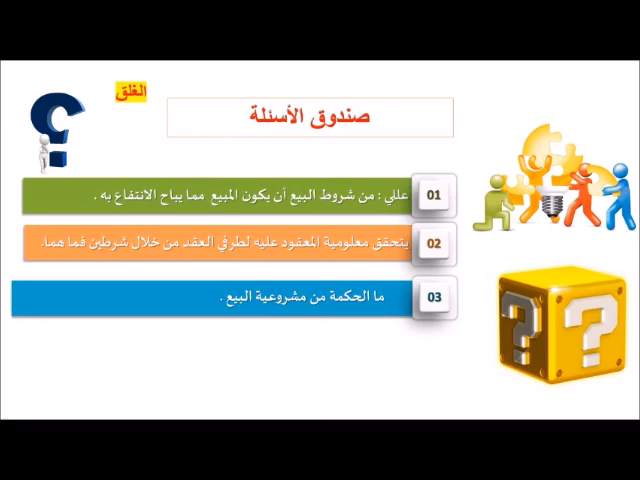 الغلق
صندوق الأسئلة
01 عللي : من شروط البيع أن يكون المبيع مما يباح الانتفاع به .
02 يتحقق معلومية المعقود عليه لطرفي العقد من خلال شرطين فما هما.
03 ما الحكمة من مشروعية البيع .